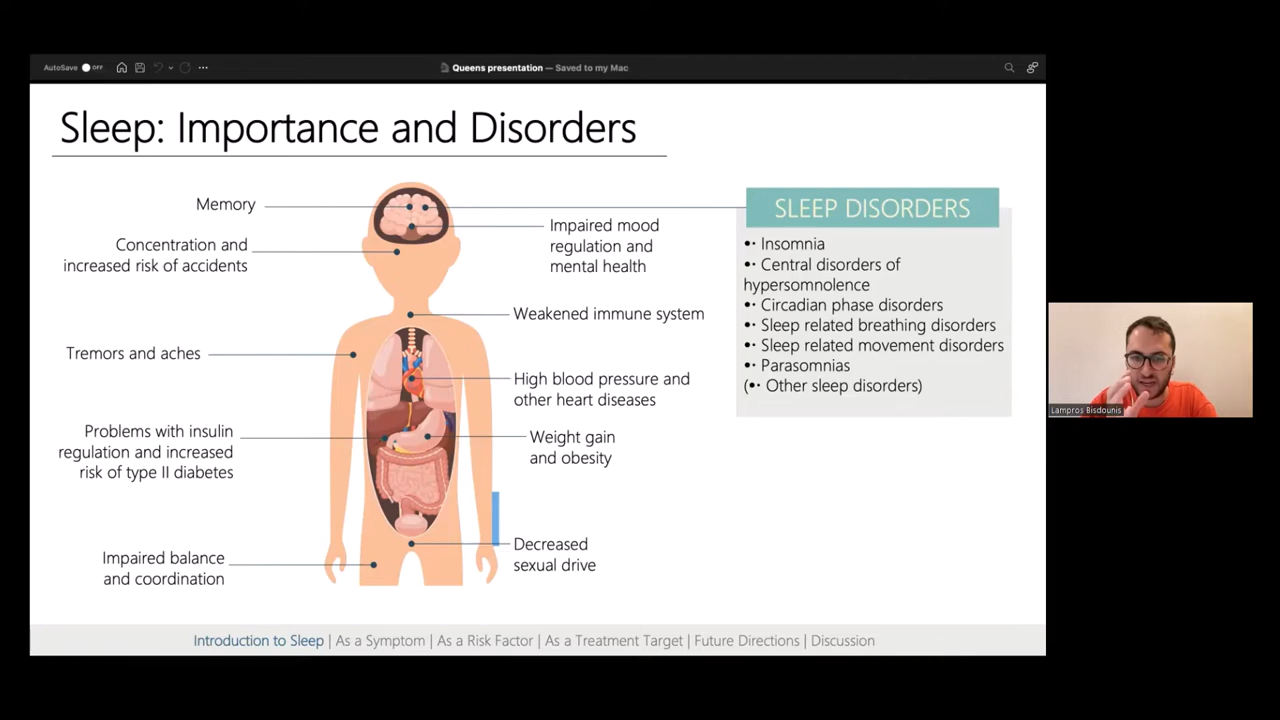 AutoSave OFF
Queens presentation — Saved to my Mac
Sleep: Importance and Disorders
Memory
Concentration and
increased risk of accidents
Tremors and aches
Problems with insulin
regulation and increased
risk of type II diabetes
Impaired balance
and coordination
Impaired mood
regulation and
mental health
Weakened immune system
High blood pressure and
other heart diseases
Weight gain
and obesity
Decreased
sexual drive
SLEEP DISORDERS
•· Insomnia
•· Central disorders of
hypersomnolence
•· Circadian phase disorders
•· Sleep related breathing disorders
•· Sleep related movement disorders
•· Parasomnias
(•· Other sleep disorders)
Lampros Bisdounis
Introduction to Sleep | As a Symptom | As a Risk Factor | As a Treatment Target | Future Directions | Discussion